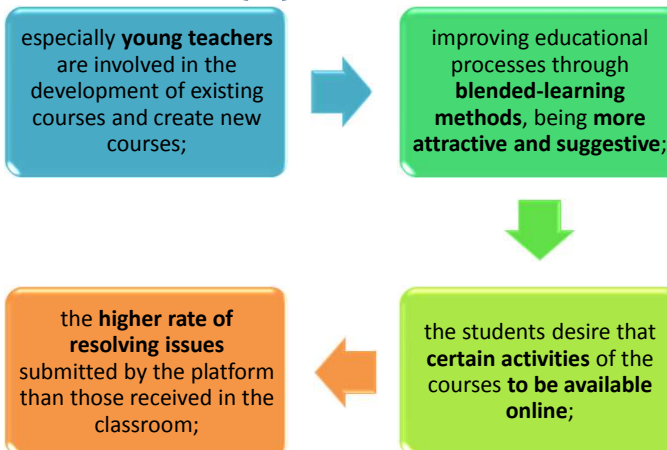 especially young teachers
are involved in the
development of existing
courses and create new
courses;
improving educational
processes through
blended-learning
methods, being more
attractive and suggestive;
the students desire that
certain activities of the
courses to be available
online;
the higher rate of
resolving issues
submitted by the platform
than those received in the
classroom;